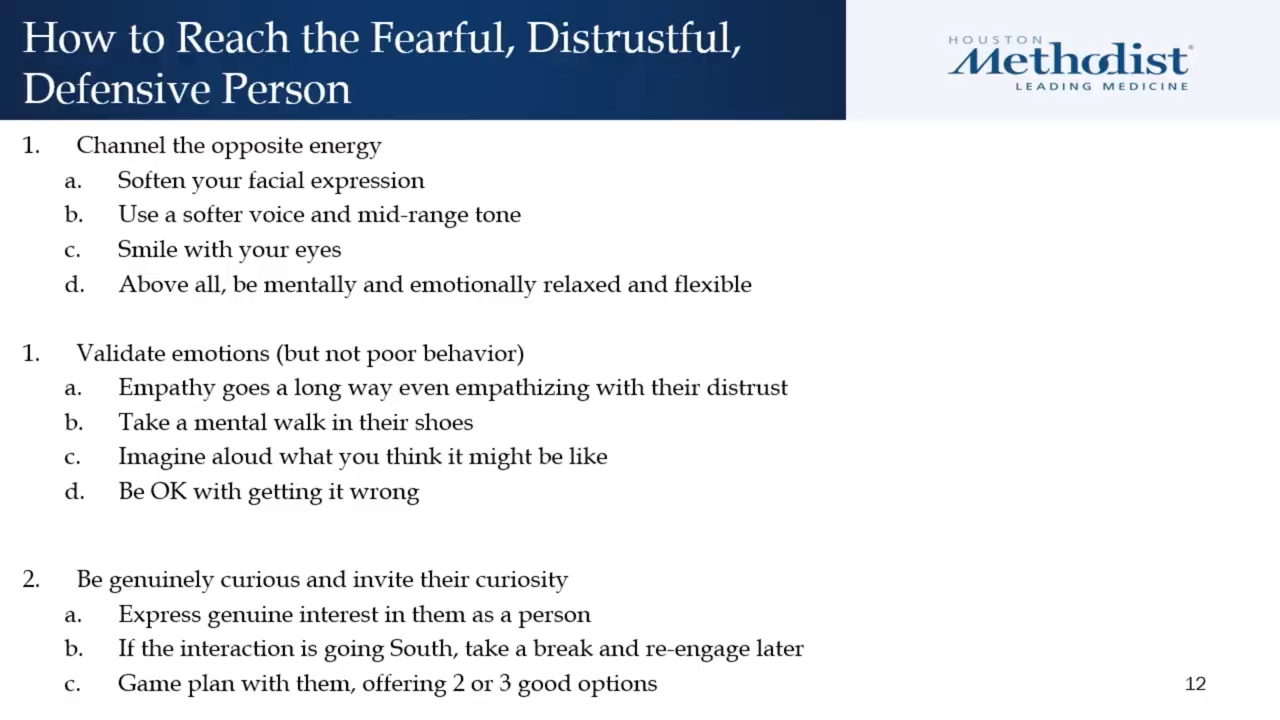 How to Reach the Fearful, Distrustful,
Defensive Person
HOUSTON
Methodist®
LEADING MEDICINE
1. Channel the opposite energy
a. Soften your facial expression
b. Use a softer voice and mid-range tone
c. Smile with your eyes
d. Above all, be mentally and emotionally relaxed and flexible
1. Validate emotions (but not poor behavior)
a. Empathy goes a long way even empathizing with their distrust
b. Take a mental walk in their shoes
c. Imagine aloud what you think it might be like
d. Be OK with getting it wrong
2. Be genuinely curious and invite their curiosity
a. Express genuine interest in them as a person
b. If the interaction is going South, take a break and re-engage later
c. Game plan with them, offering 2 or 3 good options
12